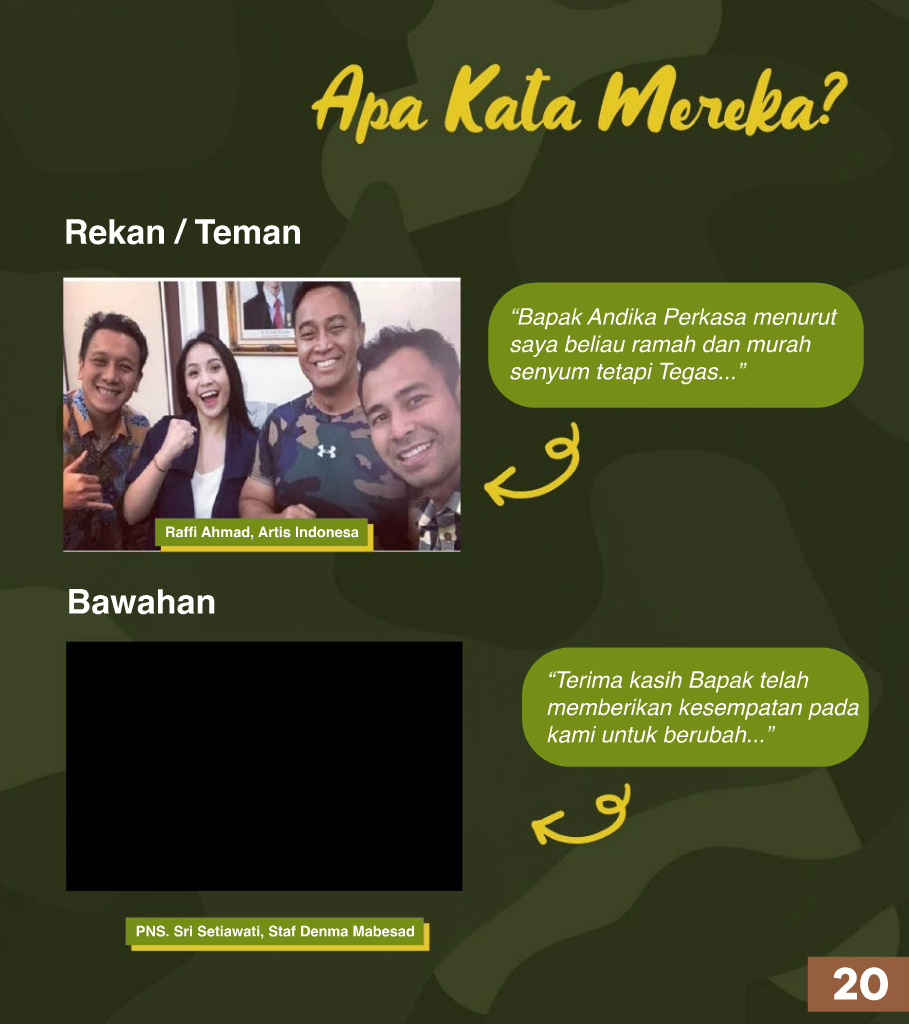 Apa Kata Mereka?
Rekan / Teman
“Bapak Andika Perkasa menurut
saya beliau ramah dan murah
senyum tetapi Tegas...”
Raffi Ahmad, Artis Indonesa
Bawahan
“Terima kasih Bapak telah
memberikan kesempatan pada
kami untuk berubah...”
PNS. Sri Setiawati, Staf Denma Mabesad
20